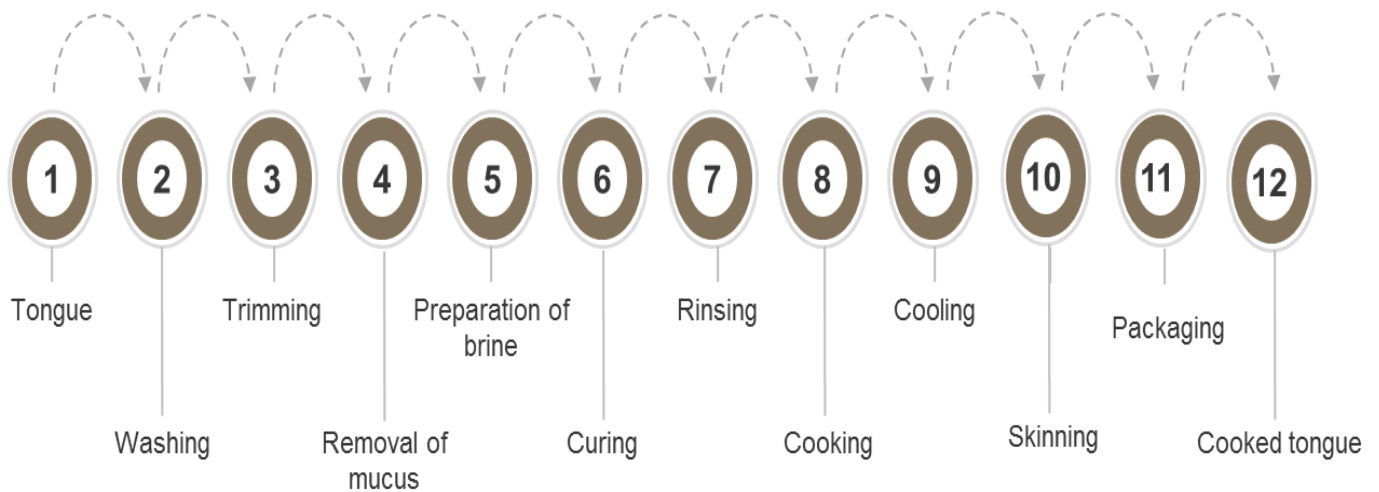 1
2
3
4
5
6
7
8
9
10
11
12
Tongue
Trimming
Preparation of
brine
Rinsing
Cooling
Packaging
Washing
Removal of
mucus
Curing
Cooking
Skinning
Cooked tongue